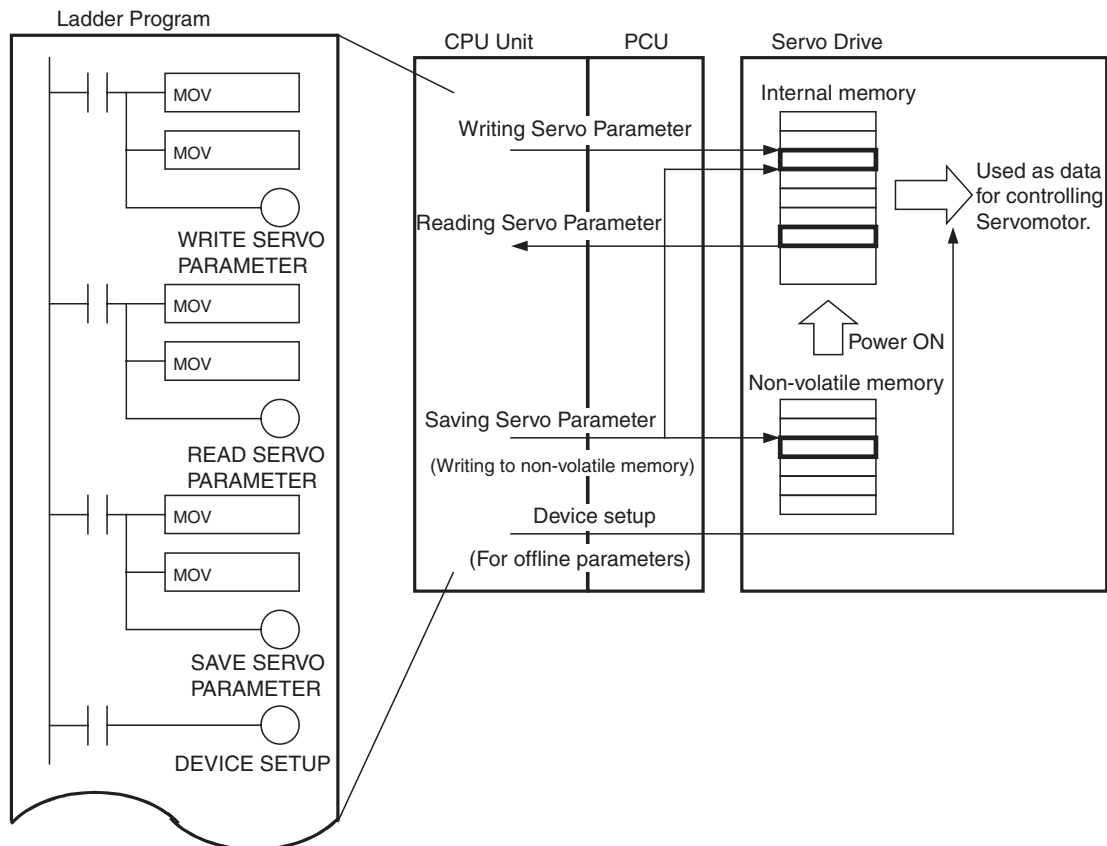 Ladder Program
MOV
MOV
WRITE SERVO
PARAMETER
MOV
MOV
READ SERVO
PARAMETER
MOV
MOV
SAVE SERVO
PARAMETER
DEVICE SETUP
CPU Unit
PCU
Writing Servo Parameter
Reading Servo Parameter
Saving Servo Parameter
(Writing to non-volatile memory)
Device setup
(For offline parameters)
Servo Drive
Internal memory
Used as data
for controlling
Servomotor.
Power ON
Non-volatile memory